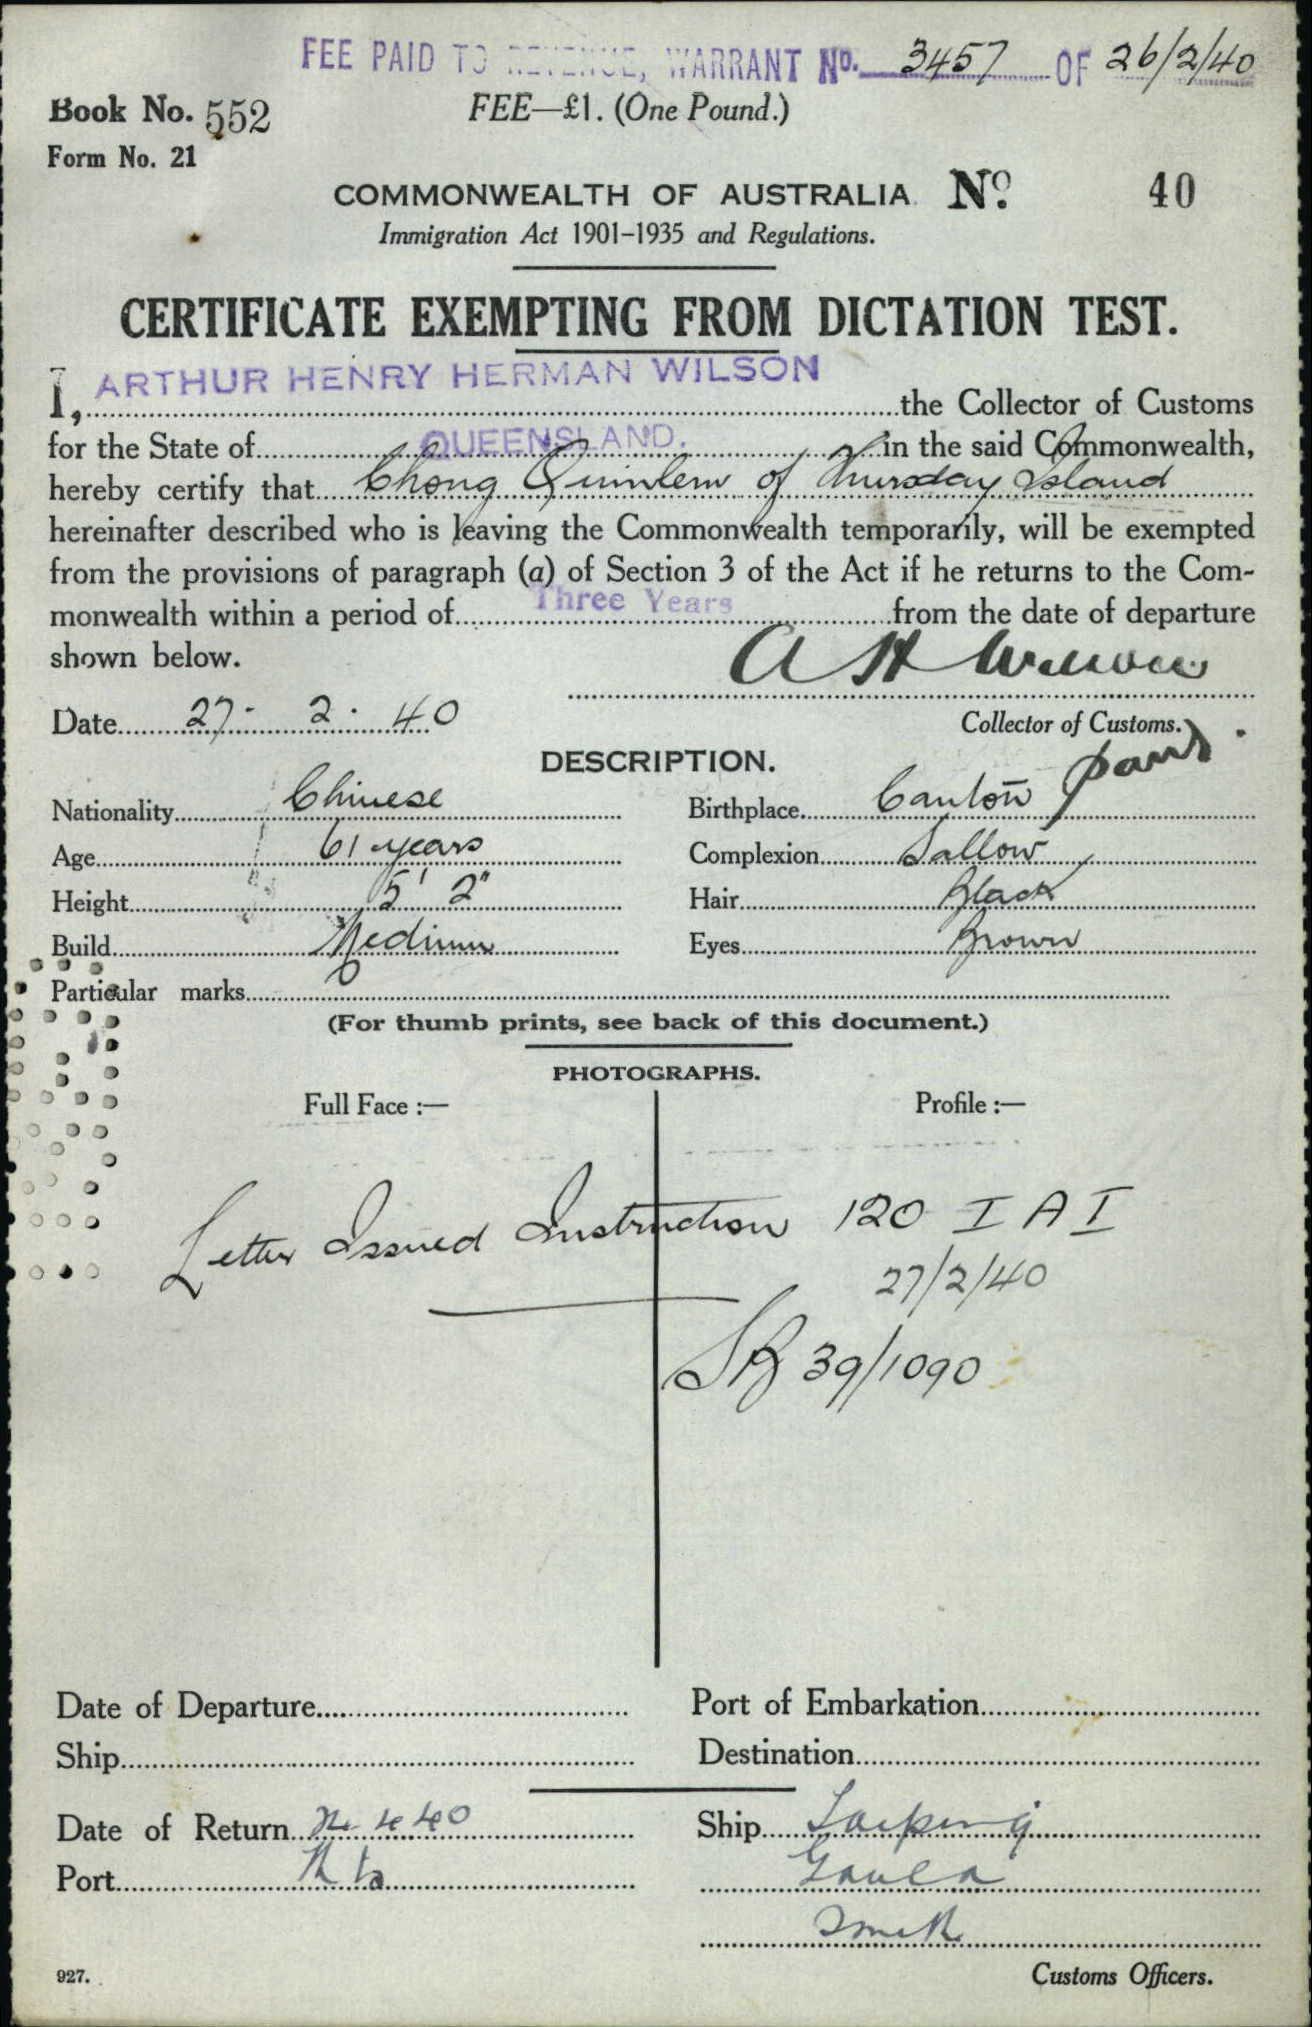 FEE PAID TO REVENUE, WARRANT No. 3457 OF 26/2/40
Book No. 552
FEE—£1. (One Pound.)
Form No. 21
COMMONWEALTH OF AUSTRALIA. No. 40
Immigration Act 1901–1935 and Regulations.
CERTIFICATE EXEMPTING FROM DICTATION TEST.
I, ARTHUR HENRY HERMAN WILSON the Collector of Customs
for the State of QUEENSLAND. in the said Commonwealth,
hereby certify that Chong Quinlem of Thursday Island
hereinafter described who is leaving the Commonwealth temporarily, will be exempted
from the provisions of paragraph (a) of Section 3 of the Act if he returns to the Com-
monwealth within a period of Three Years from the date of departure
shown below.
A H Wilson
Date 27. 2. 40
Collector of Customs.
DESCRIPTION.
Nationality Chinese Birthplace Canton
Age 61 years Complexion Sallow
Height 5' 2" Hair Black
Build Medium Eyes Brown
Particular marks
(For thumb prints, see back of this document.)
PHOTOGRAPHS.
Full Face :— Profile :—
Letter Issued Instruction 120 I A I
27/2/40
39/1090
Date of Departure Port of Embarkation
Ship Destination
Date of Return 4 40 Ship Taiping
Port
Smith
927. Customs Officers.